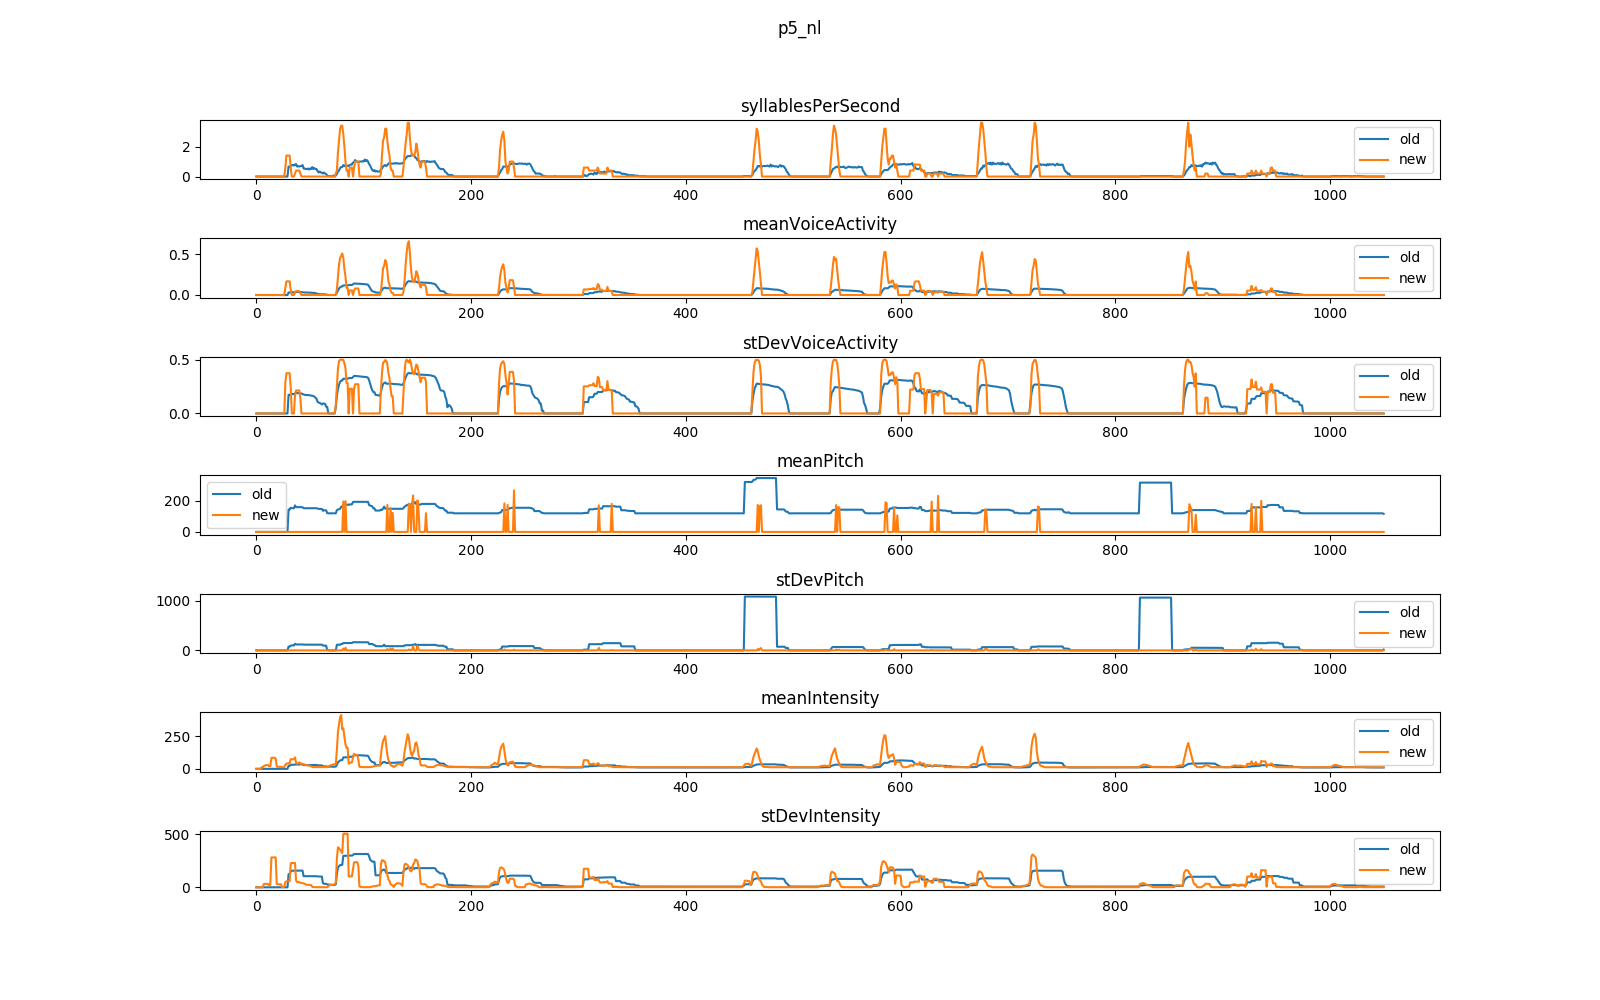 p5_nl
syllablesPerSecond
2
0
old
new
0 200 400 600 800 1000
meanVoiceActivity
0.5
0.0
old
new
0 200 400 600 800 1000
stDevVoiceActivity
0.5
0.0
old
new
0 200 400 600 800 1000
meanPitch
200
0
old
new
0 200 400 600 800 1000
stDevPitch
1000
0
old
new
0 200 400 600 800 1000
meanIntensity
250
0
old
new
0 200 400 600 800 1000
stDevIntensity
500
0
old
new
0 200 400 600 800 1000